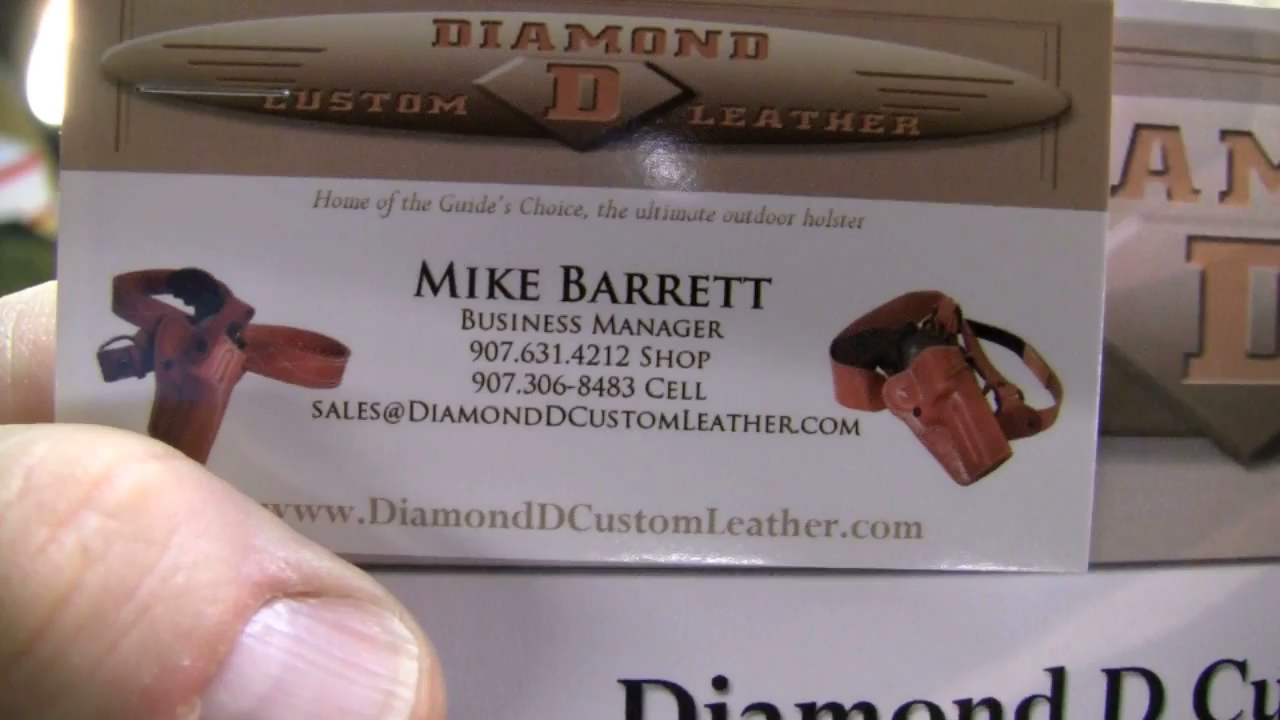 DIAMOND
D
CUSTOM LEATHER
Home of the Guide's Choice, the ultimate outdoor holster
MIKE BARRETT
BUSINESS MANAGER
907.631.4212 SHOP
907.306-8483 CELL
SALES@DIAMONDDCUSTOMLEATHER.COM
www.DiamondDCustomLeather.com
AM
D
Diamond D Cu